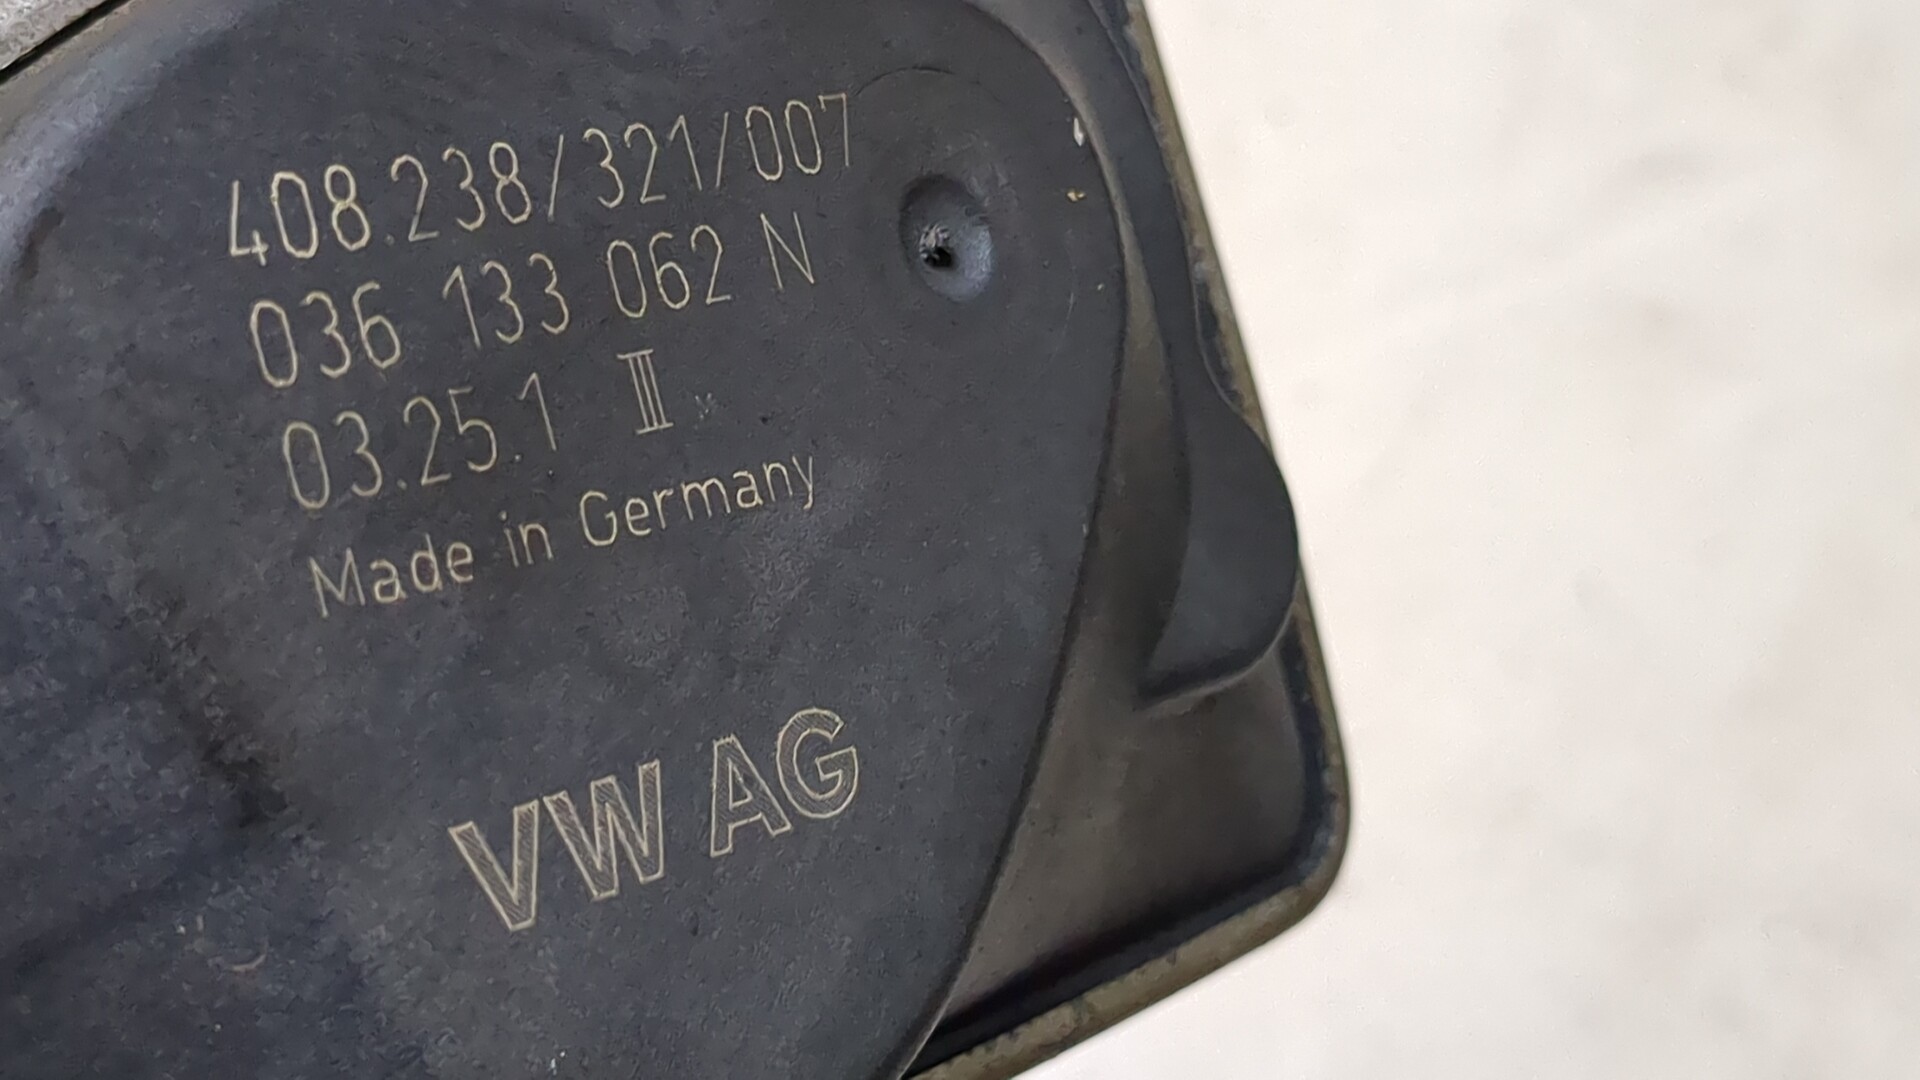 408.238/321/007
036 133 062 N
03.25.1 III
Made in Germany
VW AG